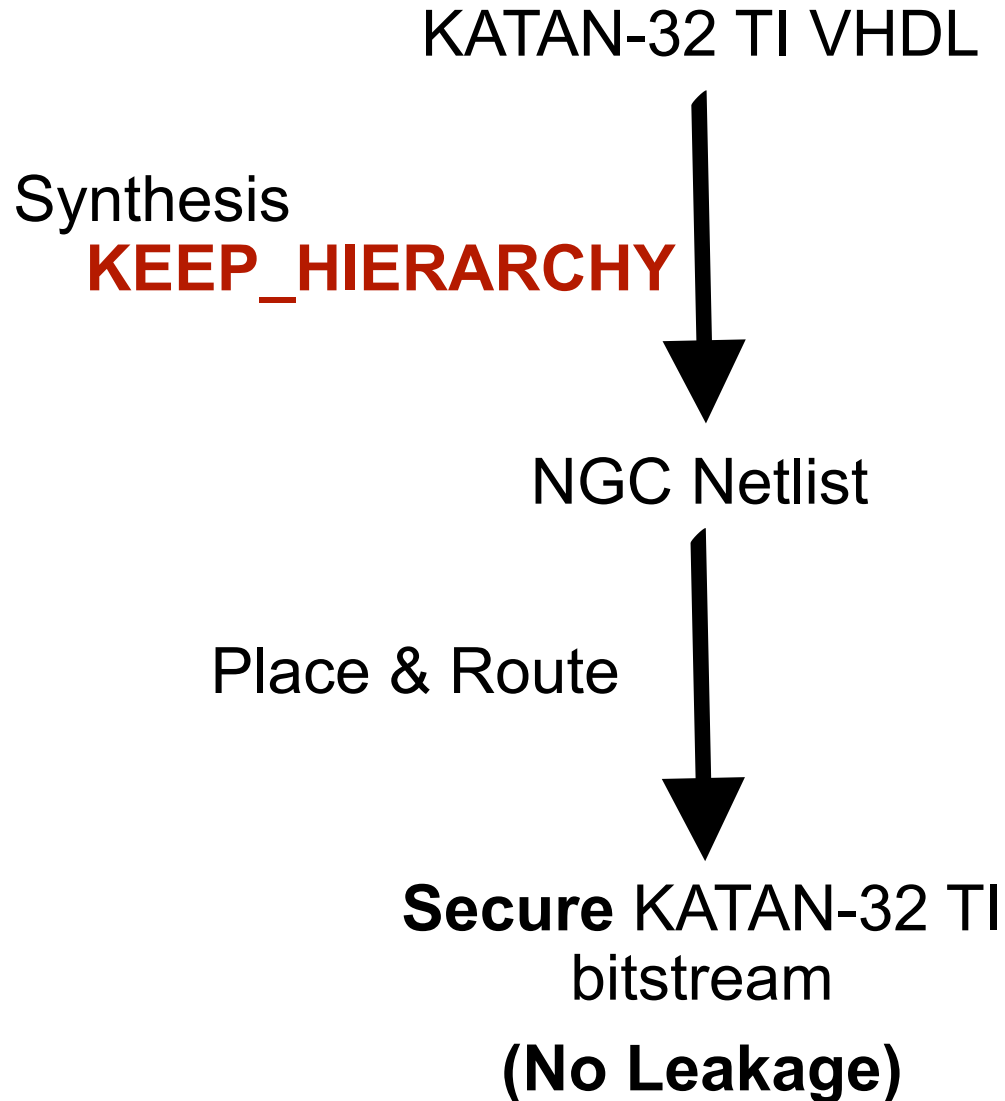 KATAN-32 TI VHDL
Synthesis
KEEP_HIERARCHY
NGC Netlist
Place & Route
Secure KATAN-32 TI
bitstream
(No Leakage)